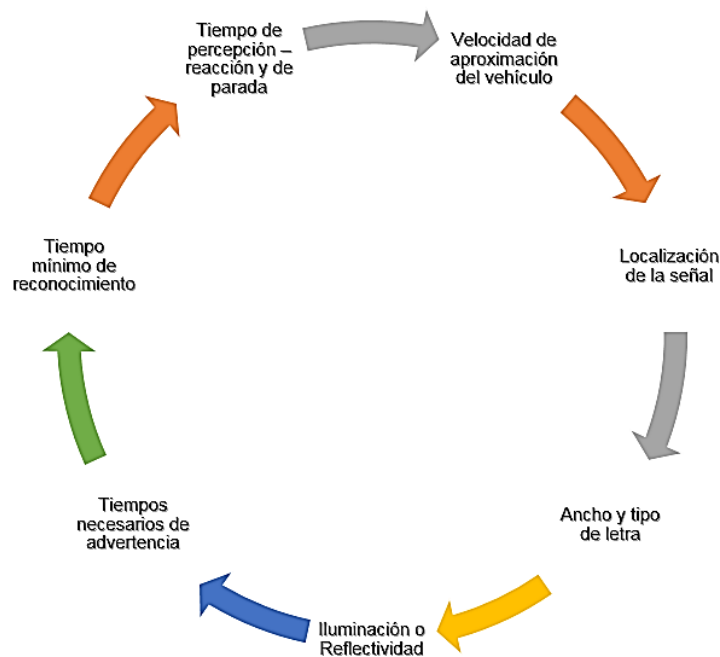 Tiempo de
percepción –
reacción y de
parada
Velocidad de
aproximación
del vehículo
Localización
de la señal
Ancho y tipo
de letra
Iluminación o
Reflectividad
Tiempos
necesarios de
advertencia
Tiempo
mínimo de
reconocimiento